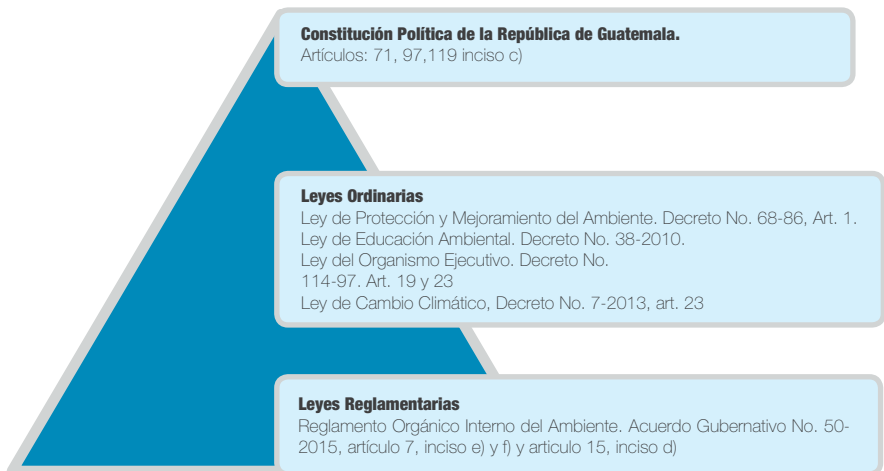 Constitución Política de la República de Guatemala.
Artículos: 71, 97,119 inciso c)
Leyes Ordinarias
Ley de Protección y Mejoramiento del Ambiente. Decreto No. 68-86, Art. 1.
Ley de Educación Ambiental. Decreto No. 38-2010.
Ley del Organismo Ejecutivo. Decreto No.
114-97. Art. 19 y 23
Ley de Cambio Climático, Decreto No. 7-2013, art. 23
Leyes Reglamentarias
Reglamento Orgánico Interno del Ambiente. Acuerdo Gubernativo No. 50-
2015, artículo 7, inciso e) y f) y articulo 15, inciso d)